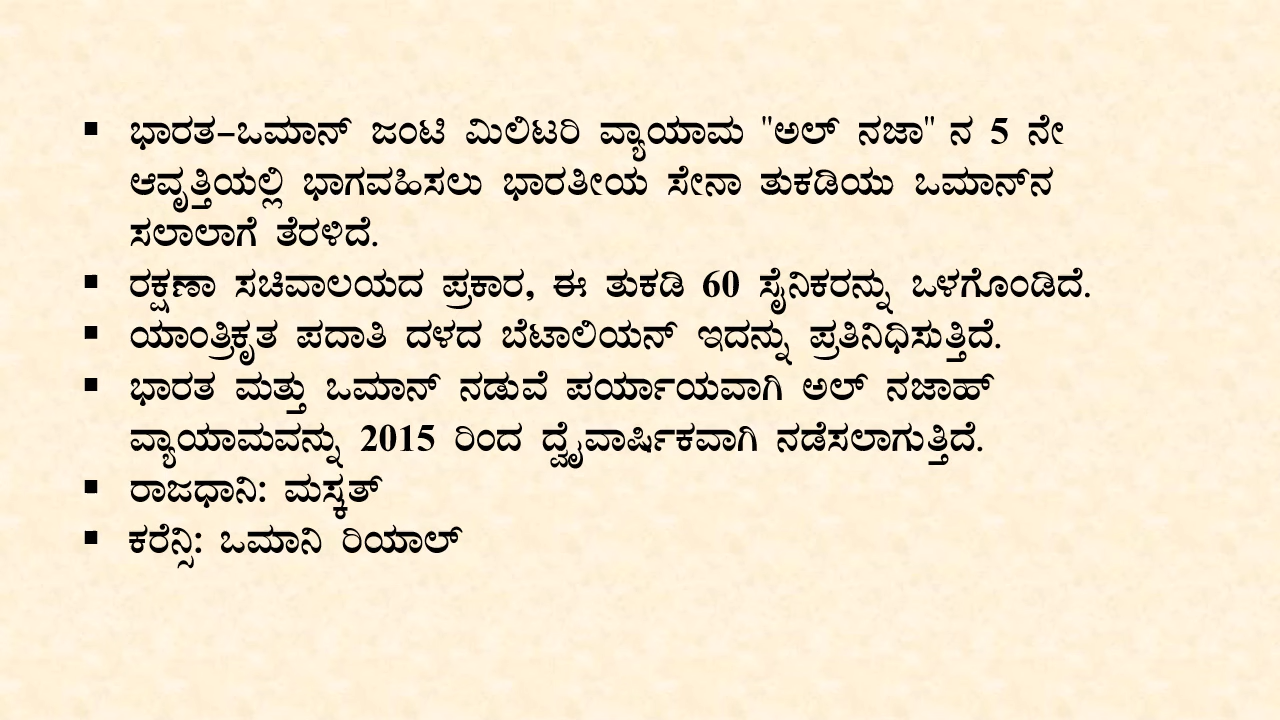 ▪ ಭಾರತ-ಒಮಾನ್ ಜಂಟಿ ಮಿಲಿಟರಿ ವ್ಯಾಯಾಮ "ಅಲ್ ನಜಾ" ನ 5 ನೇ
ಆವೃತ್ತಿಯಲ್ಲಿ ಭಾಗವಹಿಸಲು ಭಾರತೀಯ ಸೇನಾ ತುಕಡಿಯು ಒಮಾನ್‌ನ
ಸಲಾಲಾಗೆ ತೆರಳಿದೆ.
▪ ರಕ್ಷಣಾ ಸಚಿವಾಲಯದ ಪ್ರಕಾರ, ಈ ತುಕಡಿ 60 ಸೈನಿಕರನ್ನು ಒಳಗೊಂಡಿದೆ.
▪ ಯಾಂತ್ರಿಕೃತ ಪದಾತಿ ದಳದ ಬೆಟಾಲಿಯನ್ ಇದನ್ನು ಪ್ರತಿನಿಧಿಸುತ್ತಿದೆ.
▪ ಭಾರತ ಮತ್ತು ಒಮಾನ್ ನಡುವೆ ಪರ್ಯಾಯವಾಗಿ ಅಲ್ ನಜಾಹ್
ವ್ಯಾಯಾಮವನ್ನು 2015 ರಿಂದ ದ್ವೈವಾರ್ಷಿಕವಾಗಿ ನಡೆಸಲಾಗುತ್ತಿದೆ.
▪ ರಾಜಧಾನಿ: ಮಸ್ಕತ್
▪ ಕರೆನ್ಸಿ: ಒಮಾನಿ ರಿಯಾಲ್